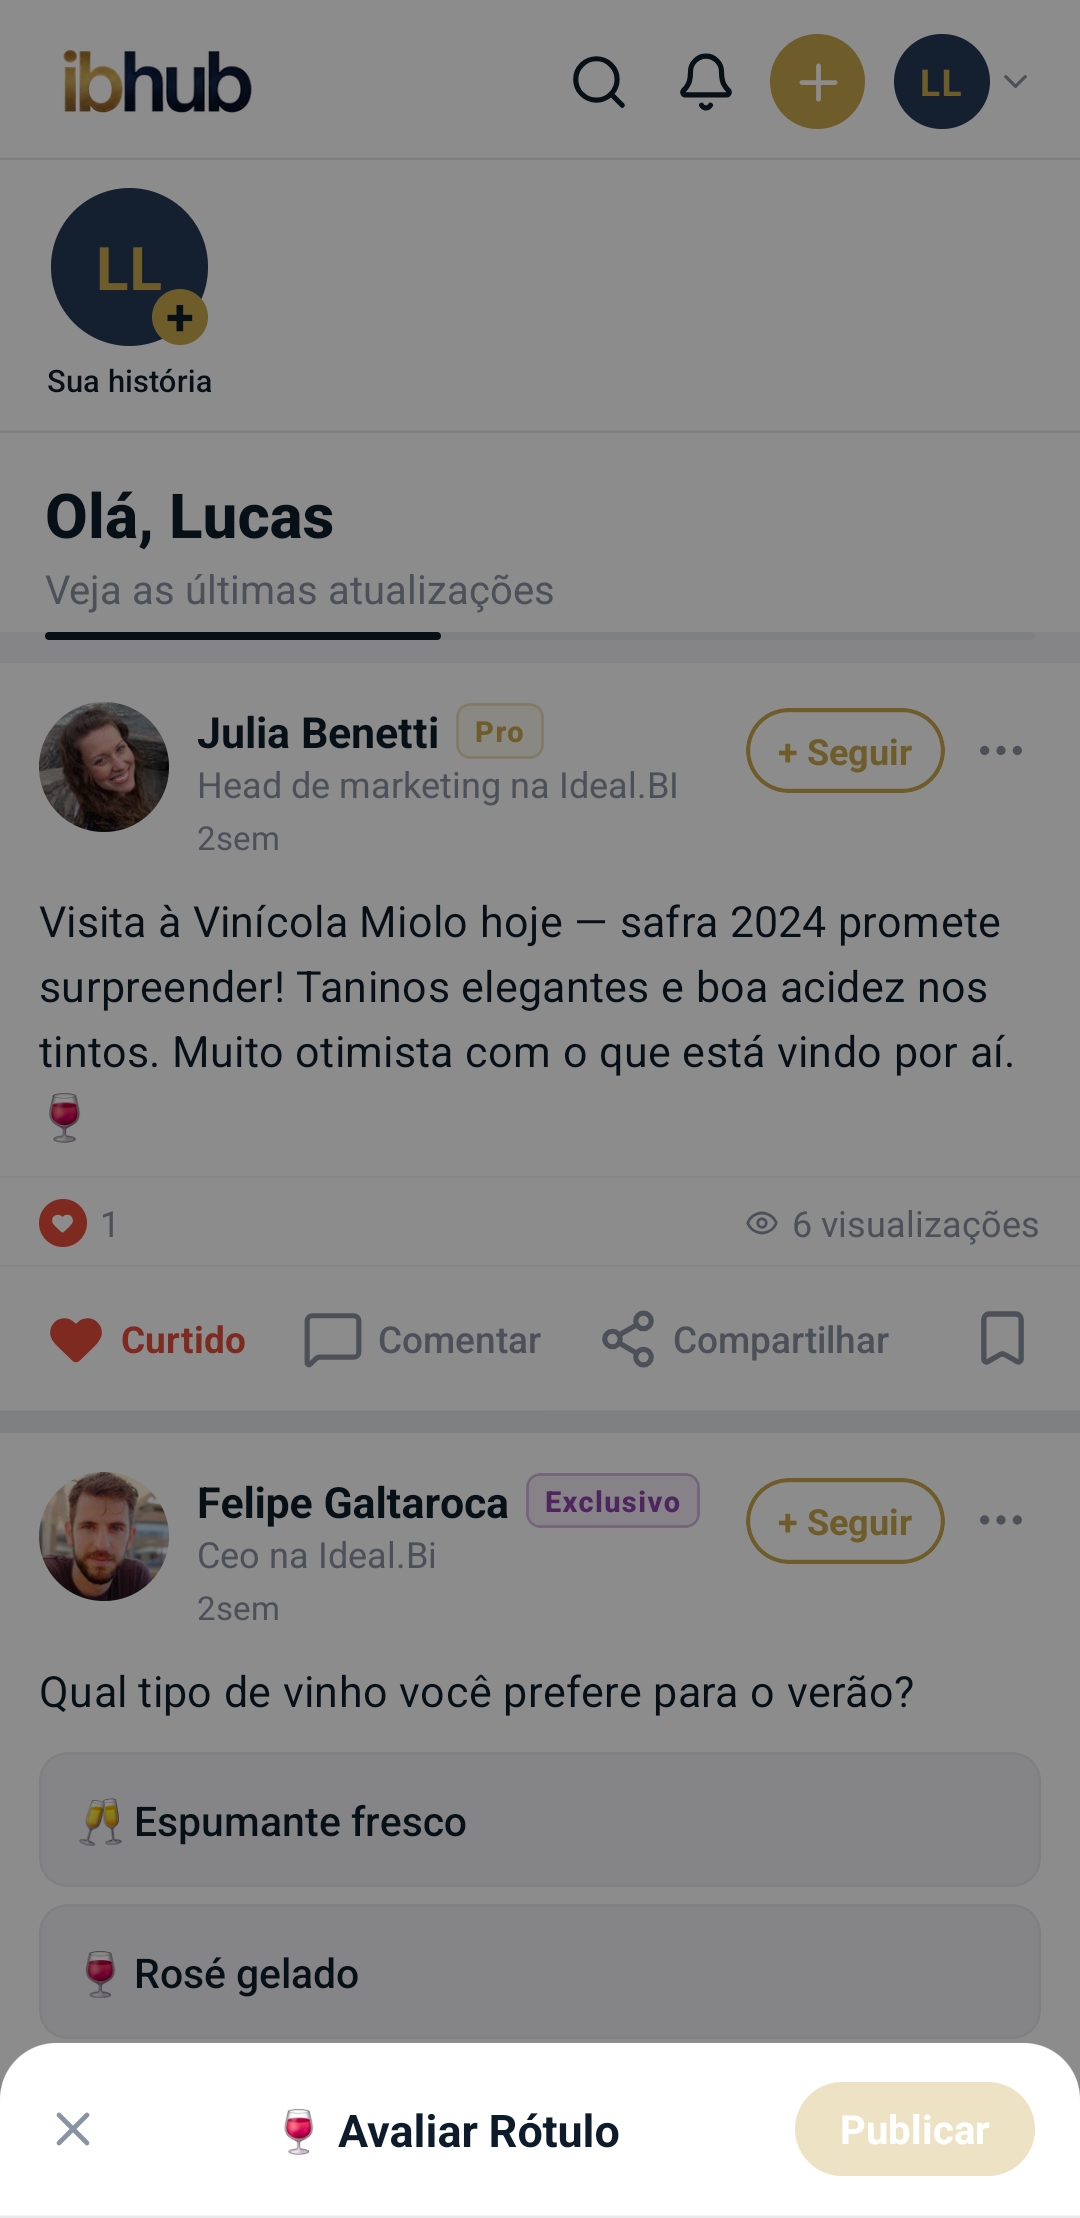 ibhub
LL
LL
Sua história
Olá, Lucas
Veja as últimas atualizações
Julia Benetti Pro
+ Seguir
Head de marketing na Ideal.BI
2sem
Visita à Vinícola Miolo hoje — safra 2024 promete
surpreender! Taninos elegantes e boa acidez nos
tintos. Muito otimista com o que está vindo por aí.
🍷
1
6 visualizações
Curtido
Comentar
Compartilhar
Felipe Galtaroca Exclusivo
+ Seguir
Ceo na Ideal.Bi
2sem
Qual tipo de vinho você prefere para o verão?
🥂 Espumante fresco
🍷 Rosé gelado
🍷 Avaliar Rótulo
Publicar